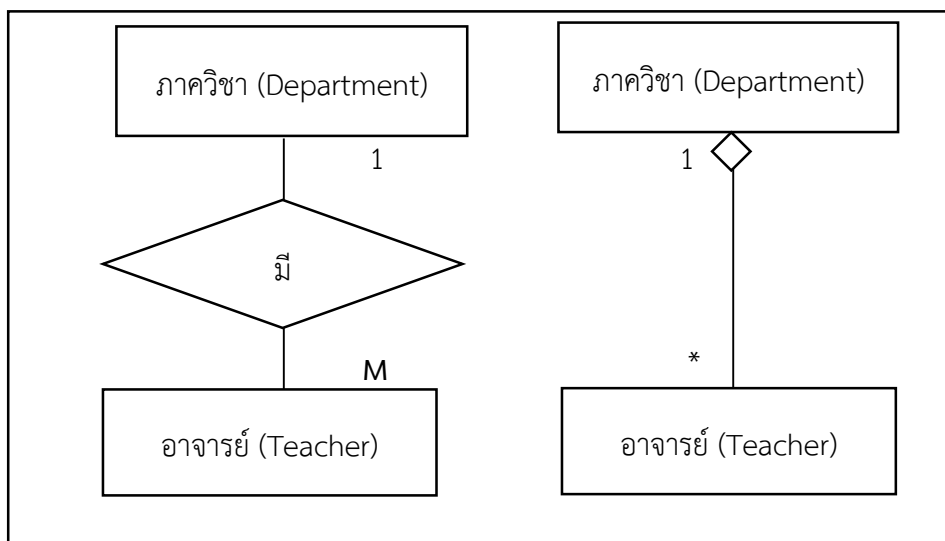 ภาควิชา (Department)
1
มี
M
อาจารย์ (Teacher)
ภาควิชา (Department)
1
*
อาจารย์ (Teacher)